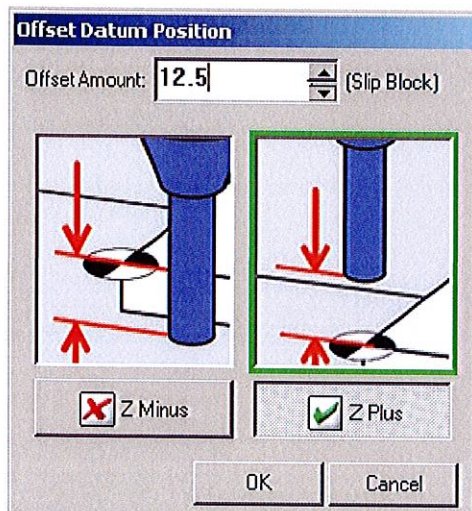 Offset Datum Position
Offset Amount: 12.5 (Slip Block)
Z Minus Z Plus
OK Cancel